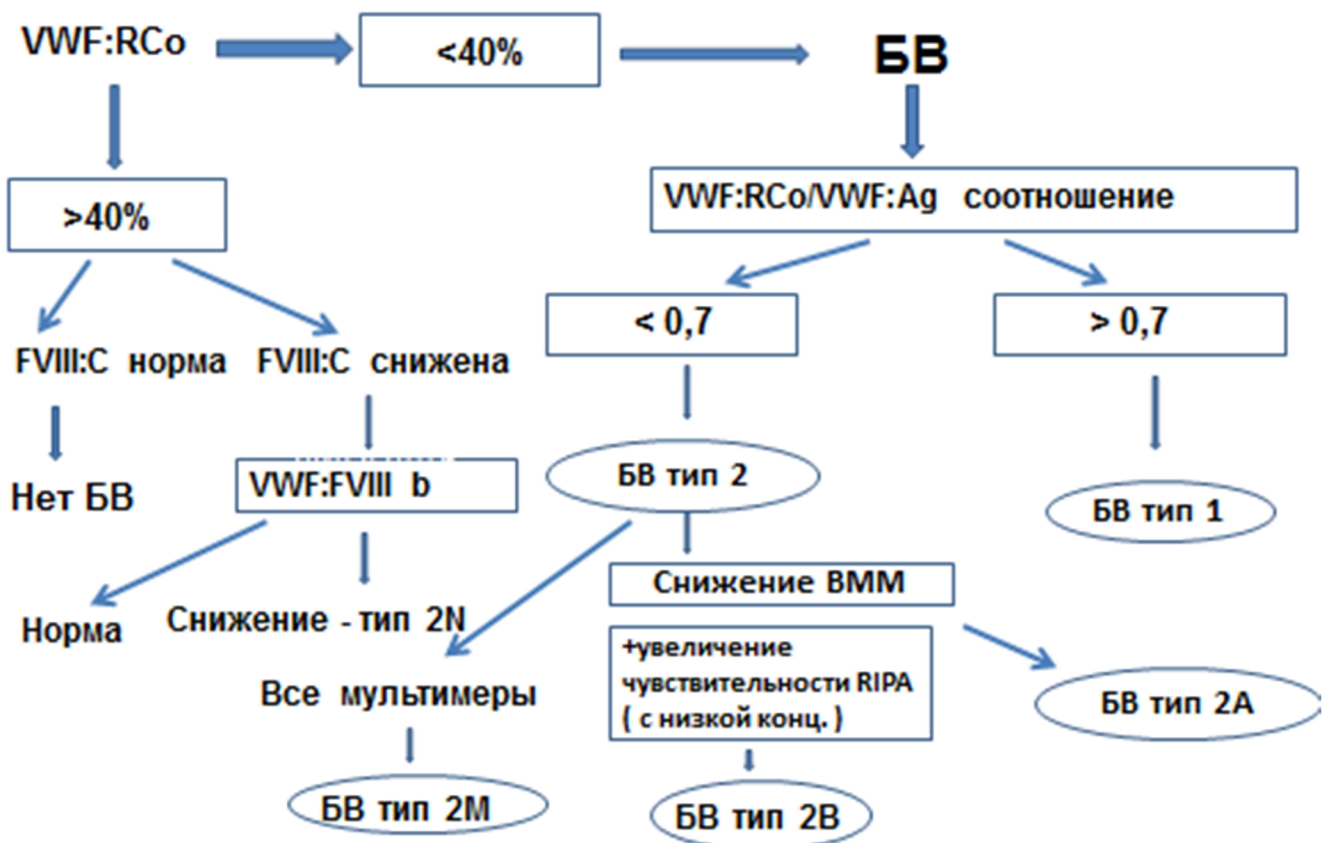 VWF:RCo
<40%
БВ
>40%
VWF:RCo/VWF:Ag соотношение
< 0,7
> 0,7
FVIII:C норма
FVIII:C снижена
Нет БВ
VWF:FVIII b
БВ тип 2
БВ тип 1
Снижение ВММ
Норма
Снижение - тип 2N
+увеличение
чувствительности RIPA
( с низкой конц. )
Все мультимеры
БВ тип 2А
БВ тип 2М
БВ тип 2В